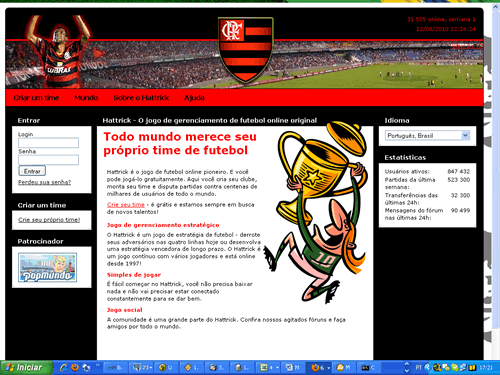 31 505 online, semana 3
12/06/2010 22:24:04
Criar um time Mundo Sobre o Hattrick Ajuda
Entrar
Login
Senha
Entrar
Perdeu sua senha?
Criar um time
Crie seu próprio time!
Patrocinador
Popmundo
Hattrick - O jogo de gerenciamento de futebol online original
Todo mundo merece seu
próprio time de futebol
Hattrick é o jogo de futebol online pioneiro. E você
pode jogá-lo gratuitamente. Aqui você cria seu clube,
monta seu time e disputa partidas contra centenas de
milhares de usuários de todo o mundo.
Crie seu time - é grátis e estamos sempre em busca
de novos talentos!
Jogo de gerenciamento estratégico
O Hattrick é um jogo de estratégia de futebol - derrote
seus adversários nas quatro linhas hoje ou desenvolva
uma estratégia vencedora de longo prazo. O Hattrick é
um jogo contínuo com vários jogadores e está online
desde 1997!
Simples de jogar
É fácil começar no Hattrick, você não precisa baixar
nada e não vai precisar estar conectado
constantemente para se dar bem.
Jogo social
A comunidade é uma grande parte do Hattrick. Confira nossos agitados fóruns e faça
amigos por todo o mundo.
Idioma
Português, Brasil
Estatísticas
Usuários ativos: 847 432
Partidas da última semana: 523 300
Transferências das últimas 24h: 32 300
Mensagens do fórum nas últimas 24h: 90 499
Iniciar
PT
17:21